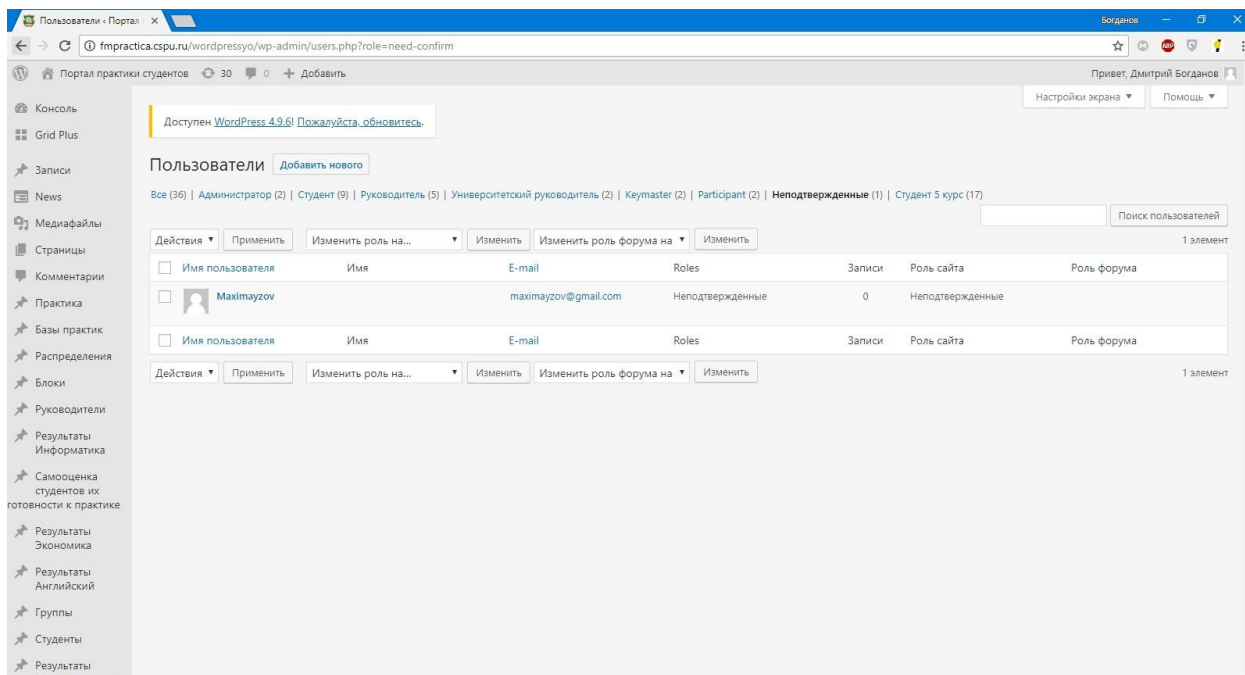 Пользователи ‹ Портал
Богданов
fmpractica.cspu.ru/wordpressyo/wp-admin/users.php?role=need-confirm
ABP
Портал практики студентов 30 0 Добавить
Привет, Дмитрий Богданов
Настройки экрана ▼ Помощь ▼
Консоль
Grid Plus
Записи
News
Медиафайлы
Страницы
Комментарии
Практика
Базы практик
Распределения
Блоки
Руководители
Результаты
Информатика
Самооценка
студентов их
готовности к практике
Результаты
Экономика
Результаты
Английский
Группы
Студенты
Результаты
Доступен WordPress 4.9.6! Пожалуйста, обновитесь.
Пользователи Добавить нового
Все (36) | Администратор (2) | Студент (9) | Руководитель (5) | Университетский руководитель (2) | Keymaster (2) | Participant (2) | Неподтвержденные (1) | Студент 5 курс (17)
Поиск пользователей
Действия ▼ Применить Изменить роль на... ▼ Изменить Изменить роль форума на ▼ Изменить 1 элемент
Имя пользователя Имя E-mail Roles Записи Роль сайта Роль форума
Maximayzov maximayzov@gmail.com Неподтвержденные 0 Неподтвержденные
Имя пользователя Имя E-mail Roles Записи Роль сайта Роль форума
Действия ▼ Применить Изменить роль на... ▼ Изменить Изменить роль форума на ▼ Изменить 1 элемент